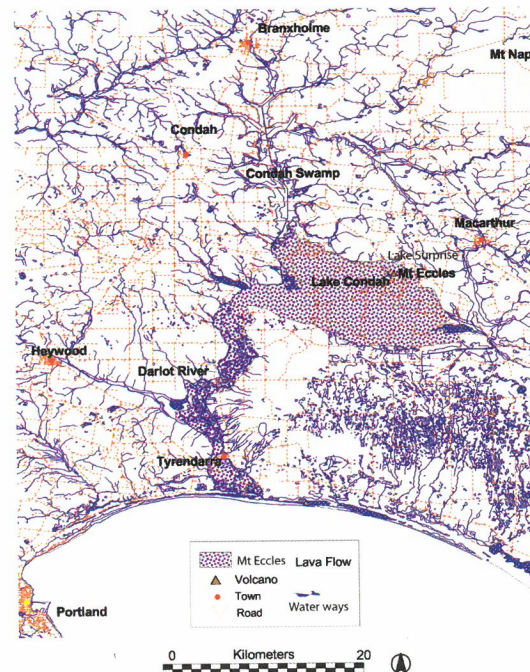 Branxholme
Mt Nap
Condah
Condah Swamp
Macarthur
Lake Surprise
Mt Eccles
Lake Condah
Heywood
Darlot River
Tyrendarra
Mt Eccles Lava Flow
Volcano
Town
Road
Water ways
Portland
Kilometers
0 20